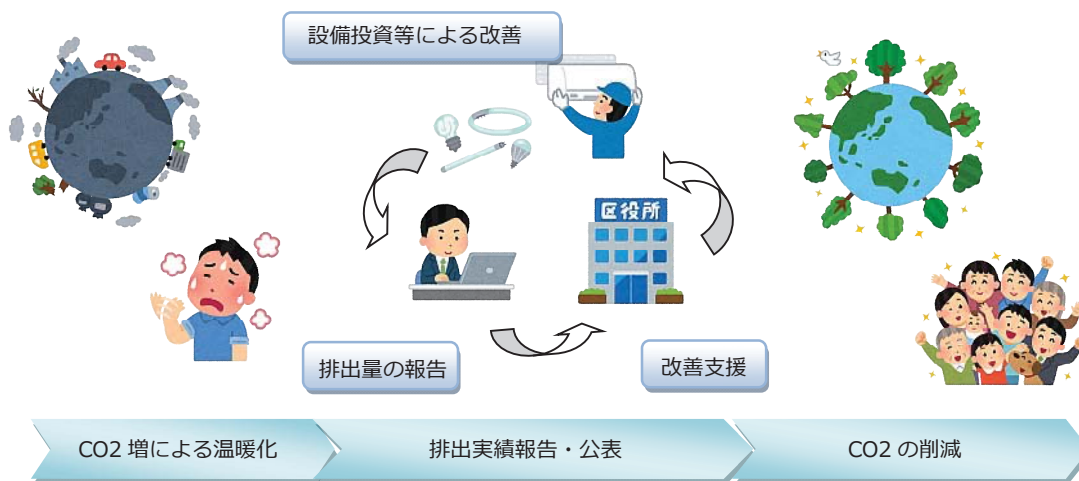 設備投資等による改善
区役所
排出量の報告
改善支援
CO2 増による温暖化
排出実績報告・公表
CO2 の削減